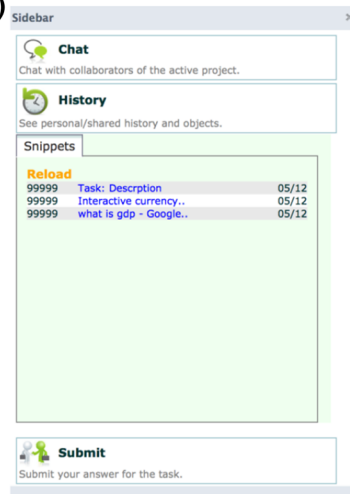 )
Sidebar
Chat
Chat with collaborators of the active project.
History
See personal/shared history and objects.
Snippets
Reload
99999 Task: Descrption 05/12
99999 Interactive currency.. 05/12
99999 what is gdp - Google.. 05/12
Submit
Submit your answer for the task.